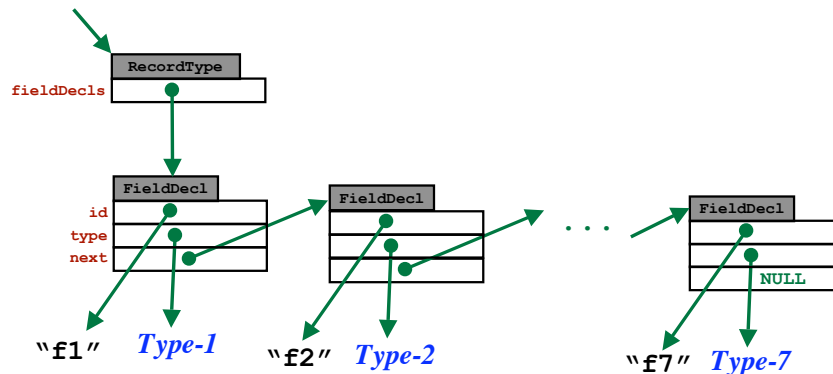 RecordType
fieldDecls
FieldDecl
FieldDecl
FieldDecl
id
type
next
. . .
NULL
“f1”
Type-1
“f2”
Type-2
“f7”
Type-7